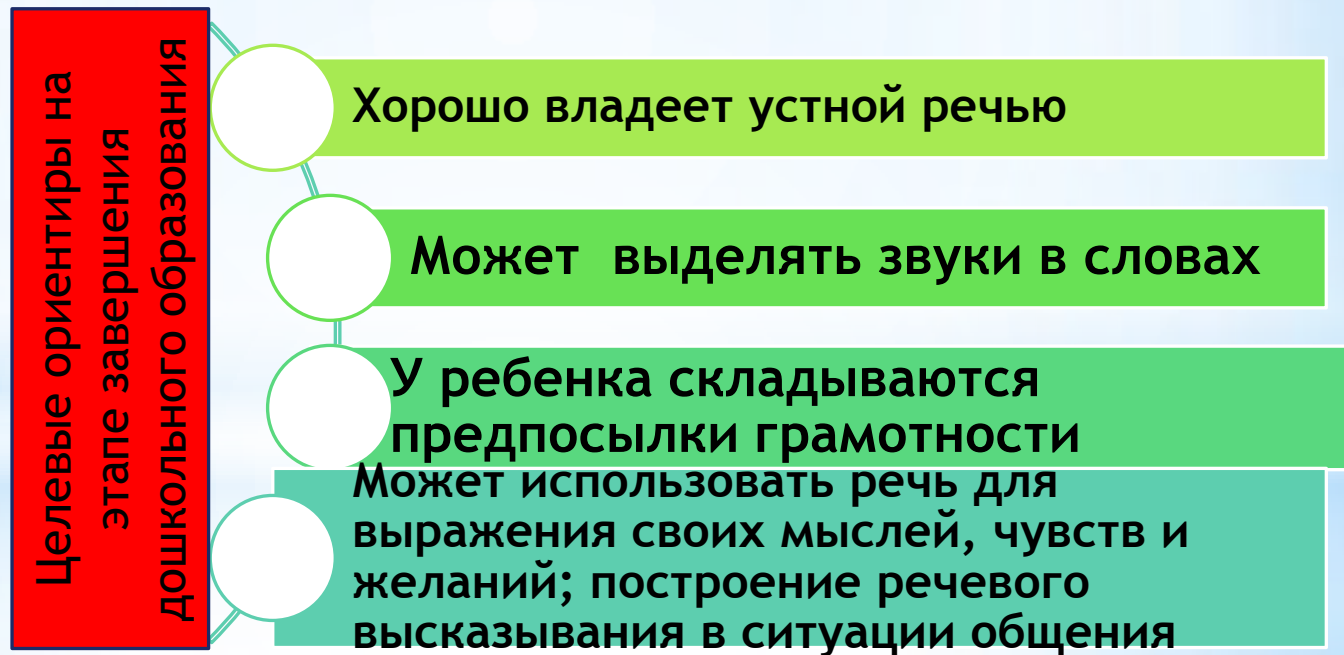 Целевые ориентиры на
этапе завершения
дошкольного образования
Хорошо владеет устной речью
Может выделять звуки в словах
У ребенка складываются
предпосылки грамотности
Может использовать речь для
выражения своих мыслей, чувств и
желаний; построение речевого
высказывания в ситуации общения